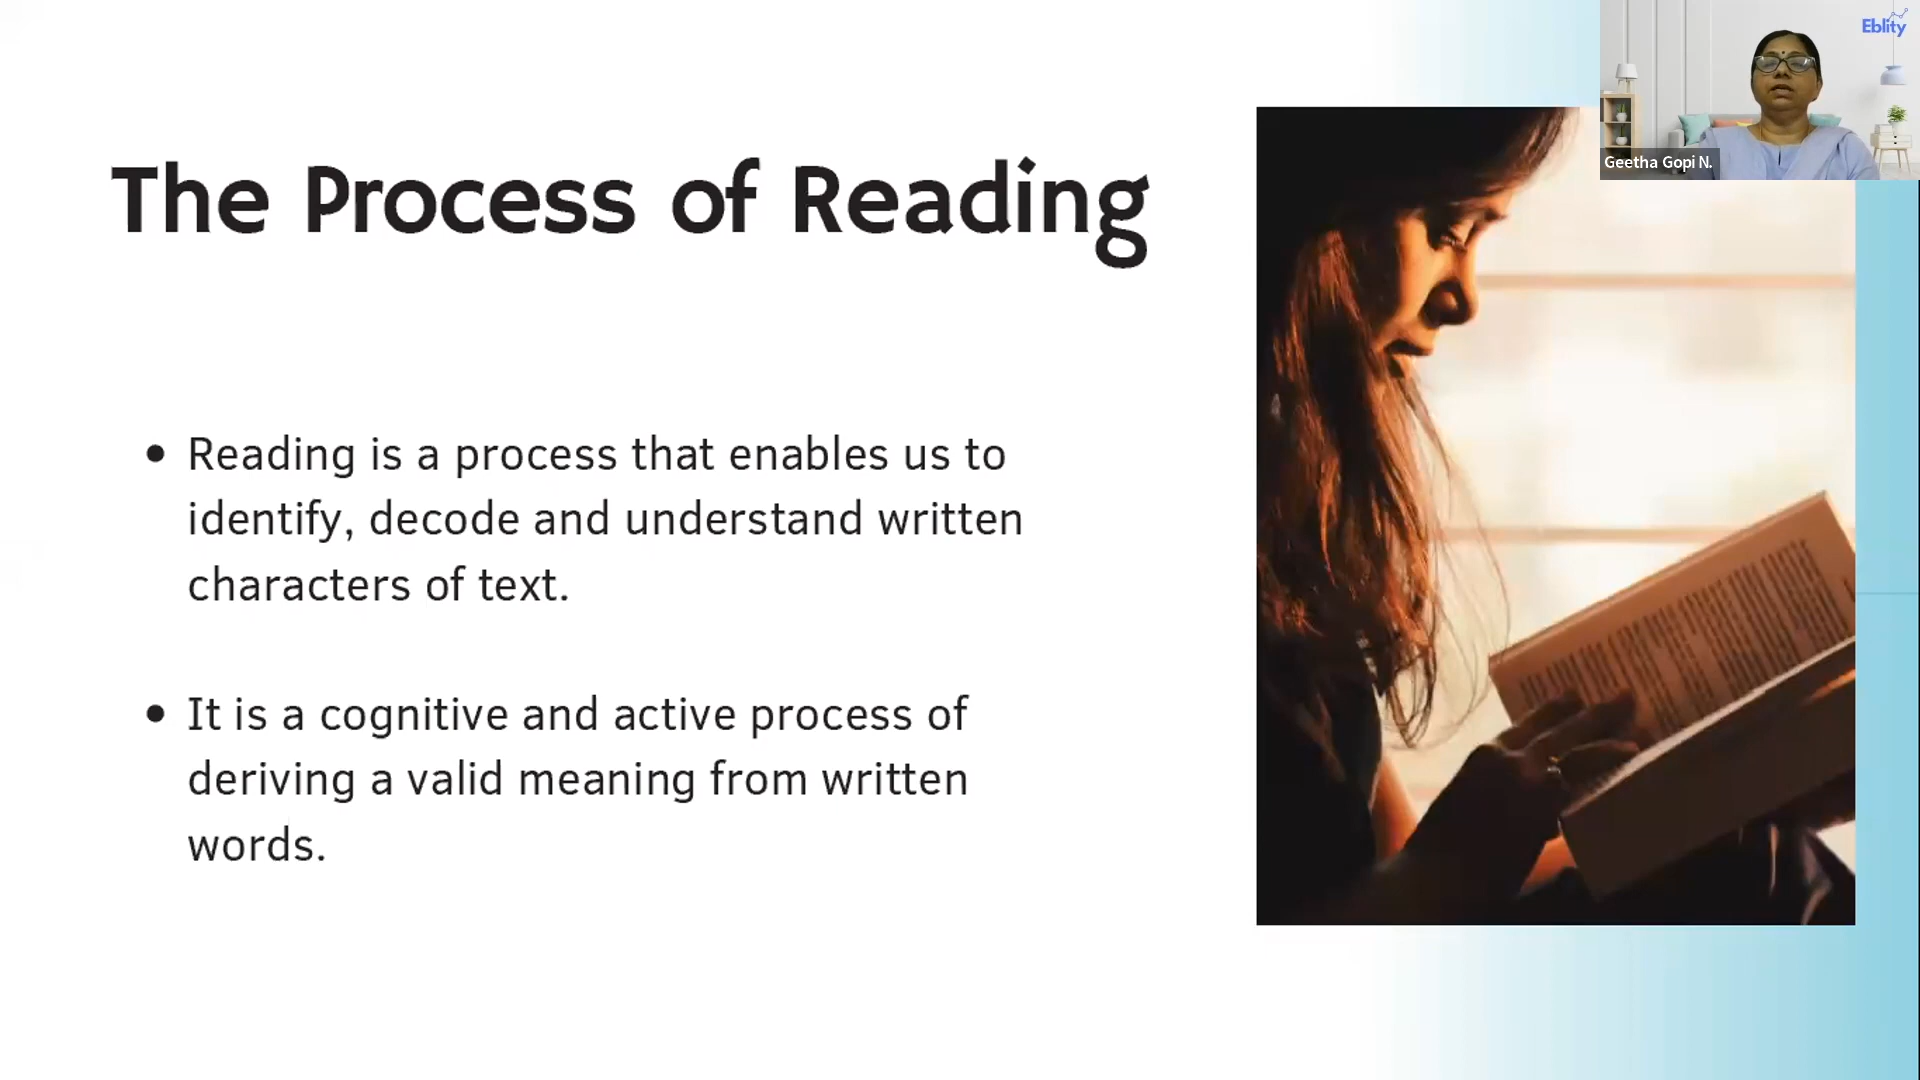 The Process of Reading
• Reading is a process that enables us to
identify, decode and understand written
characters of text.
• It is a cognitive and active process of
deriving a valid meaning from written
words.
Eblity
Geetha Gopi N.